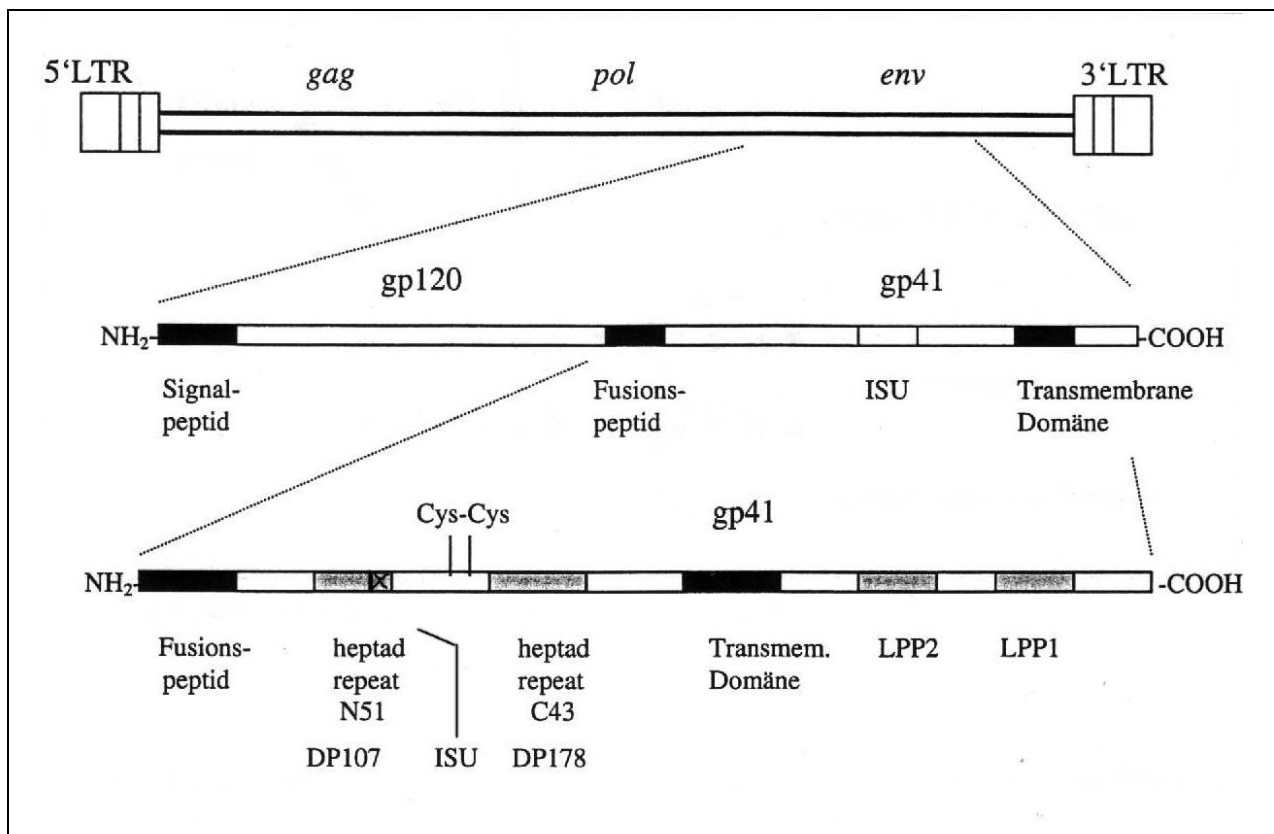 5‘LTR gag pol env 3‘LTR
gp120 gp41
NH₂- -COOH
Signal- Fusions- ISU Transmembrane
peptid peptid Domäne
Cys-Cys gp41
NH₂- X -COOH
Fusions- heptad heptad Transmem. LPP2 LPP1
peptid repeat repeat Domäne
N51 C43
DP107 ISU DP178